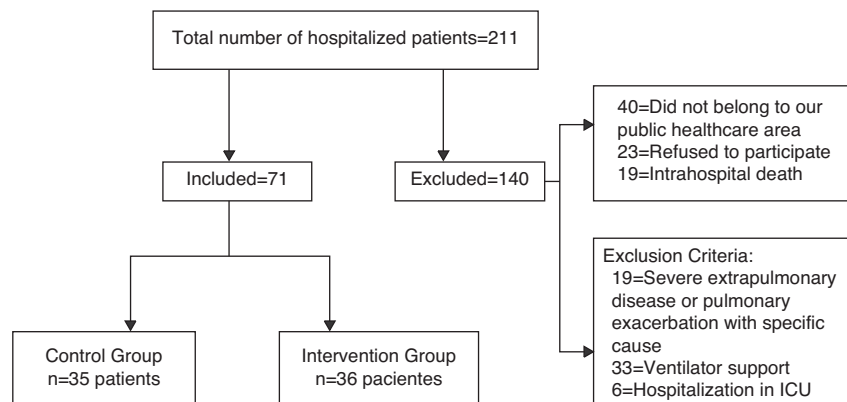 Total number of hospitalized patients=211
Included=71
Excluded=140
40=Did not belong to our
public healthcare area
23=Refused to participate
19=Intrahospital death
Exclusion Criteria:
19=Severe extrapulmonary
disease or pulmonary
exacerbation with specific
cause
33=Ventilator support
6=Hospitalization in ICU
Control Group
n=35 patients
Intervention Group
n=36 pacientes